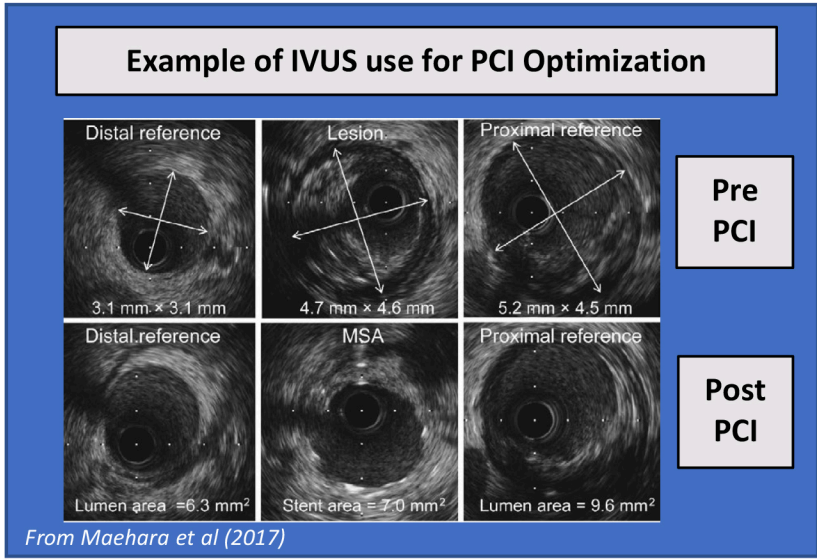 Example of IVUS use for PCI Optimization
Distal reference
Lesion
Proximal reference
3.1 mm × 3.1 mm
4.7 mm × 4.6 mm
5.2 mm × 4.5 mm
Pre
PCI
Distal reference
MSA
Proximal reference
Lumen area =6.3 mm²
Stent area = 7.0 mm²
Lumen area = 9.6 mm²
Post
PCI
From Maehara et al (2017)